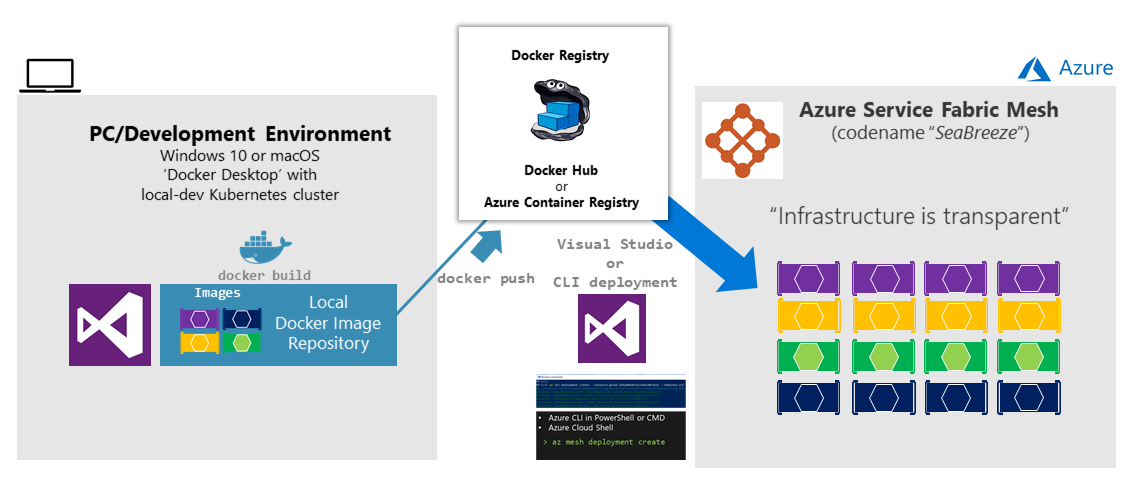 Azure
PC/Development Environment
Windows 10 or macOS
‘Docker Desktop’ with
local-dev Kubernetes cluster
docker build
Images
Local
Docker Image
Repository
Docker Registry
Docker Hub
or
Azure Container Registry
docker push
Visual Studio
or
CLI deployment
• Azure CLI in PowerShell or CMD
• Azure Cloud Shell
> az mesh deployment create
Azure Service Fabric Mesh
(codename “SeaBreeze”)
“Infrastructure is transparent”